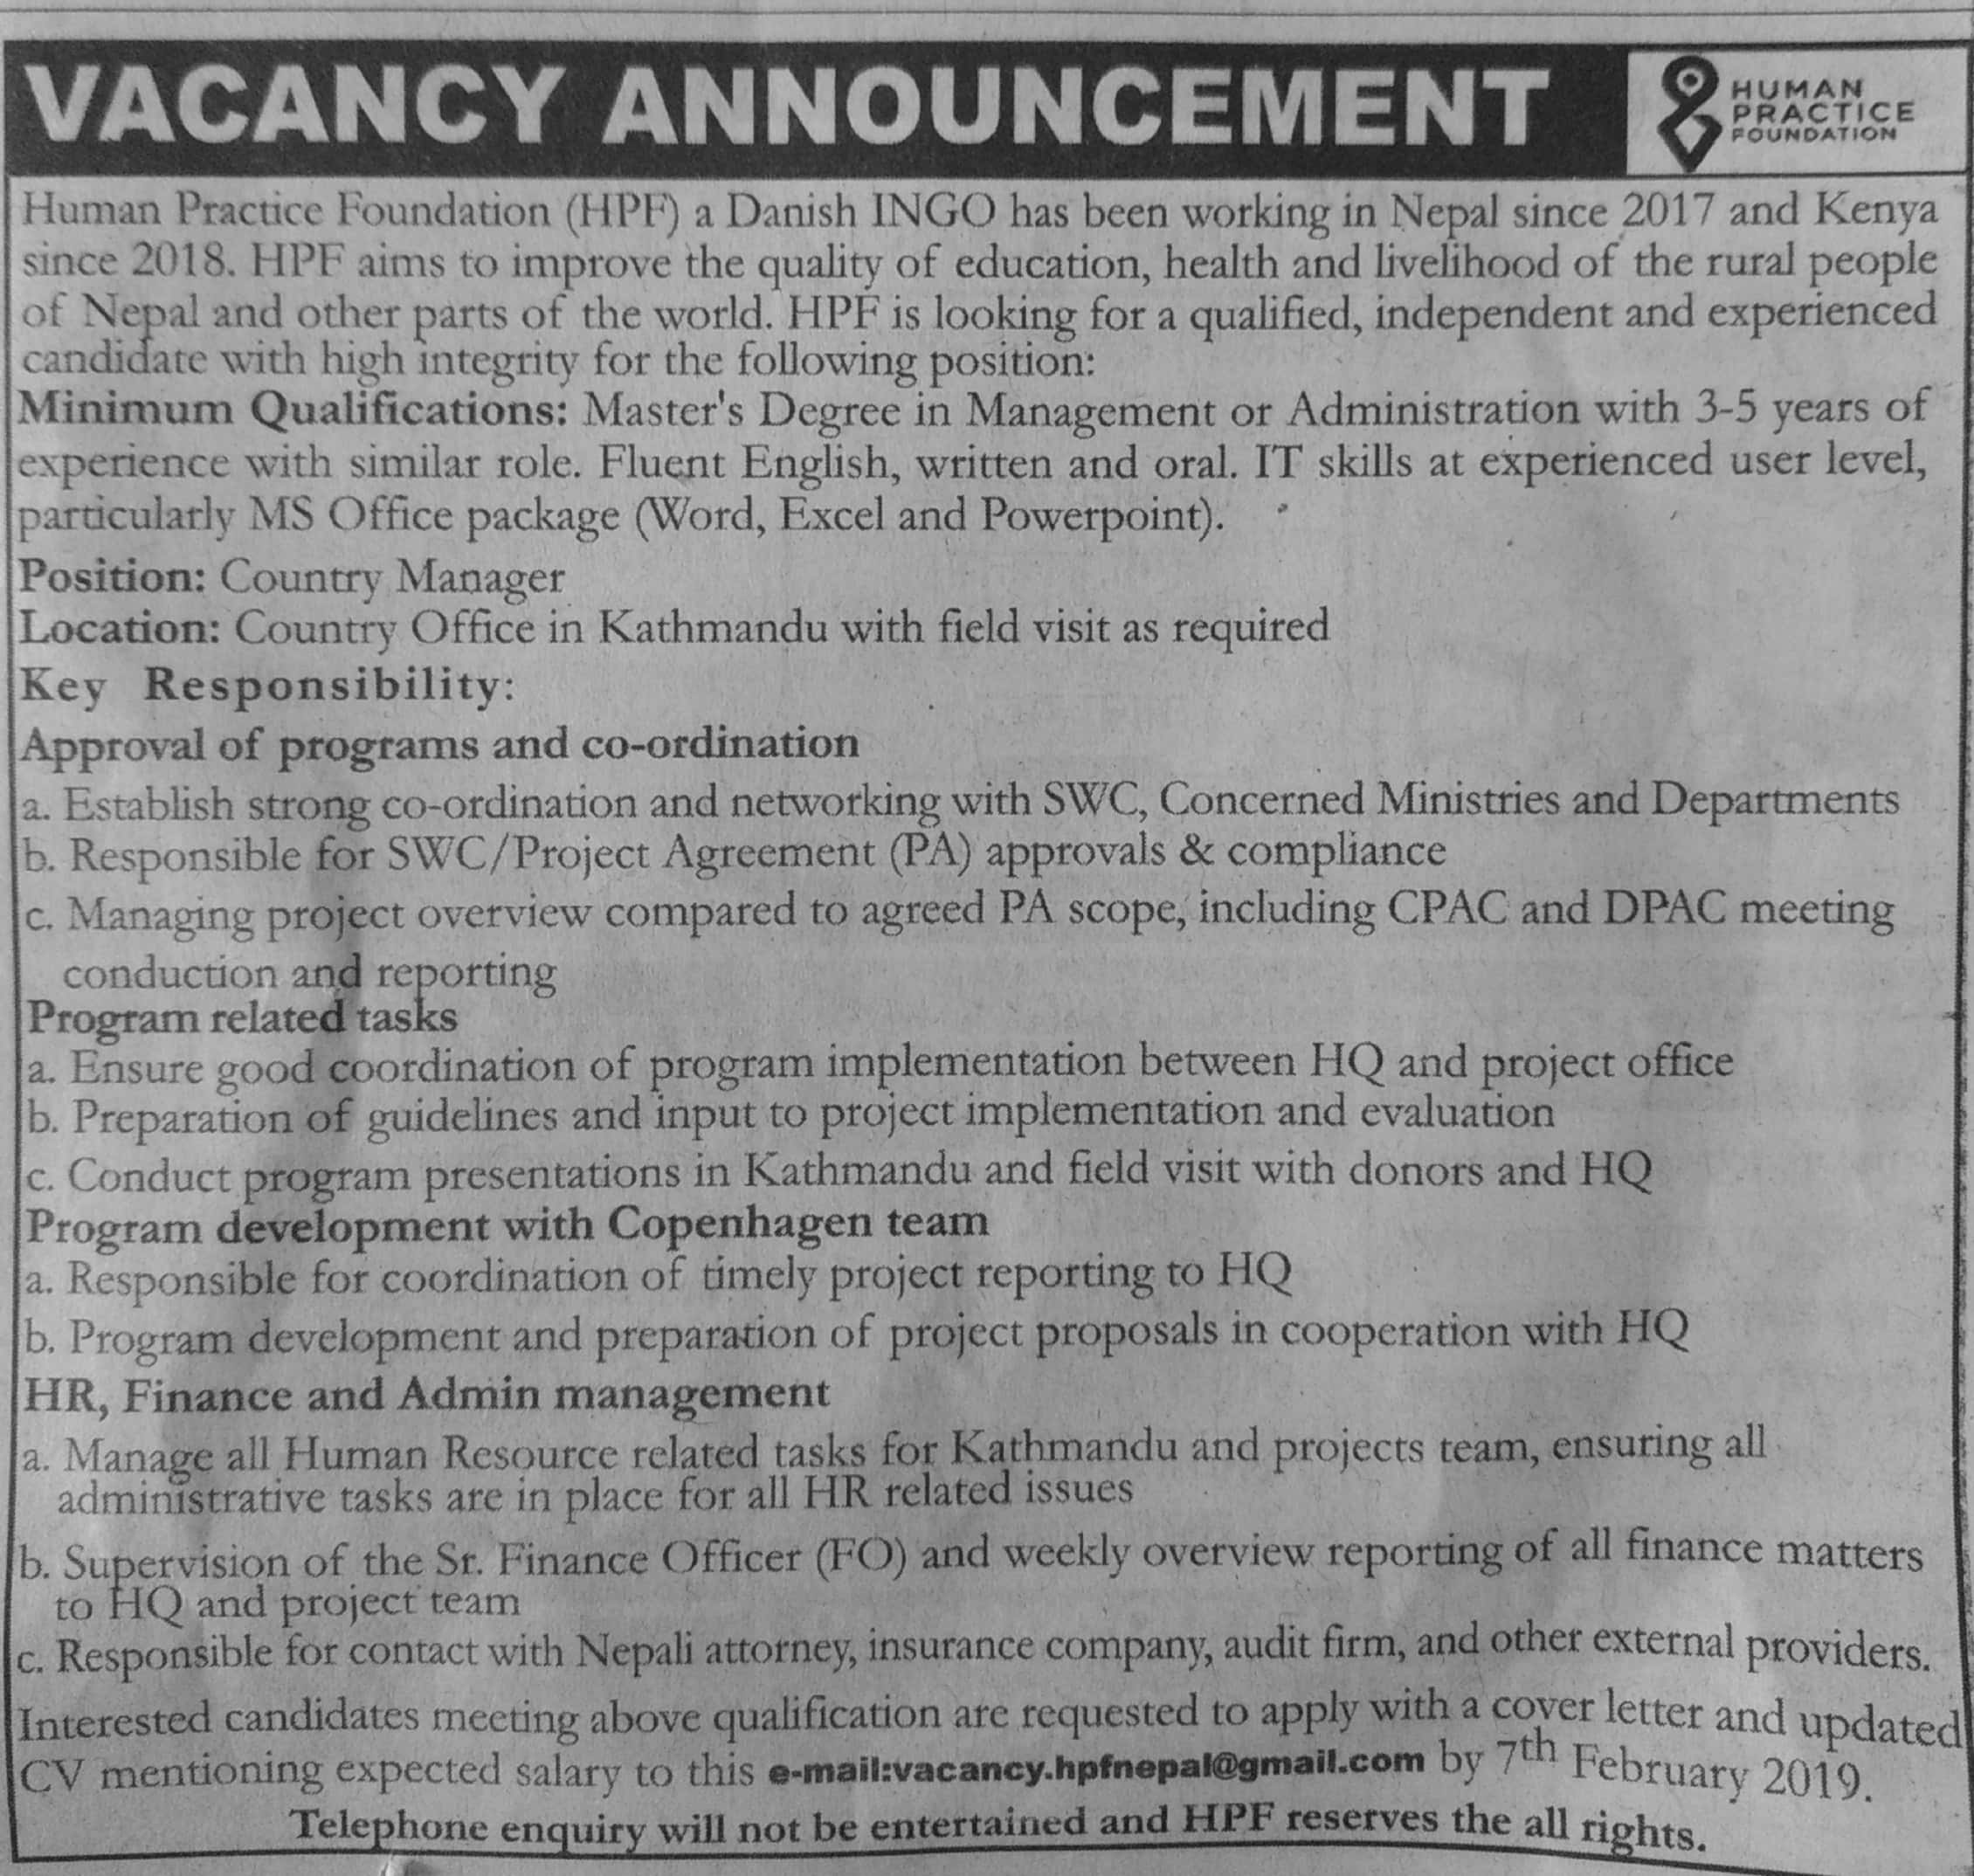 VACANCY ANNOUNCEMENT
HUMAN
PRACTICE
FOUNDATION
Human Practice Foundation (HPF) a Danish INGO has been working in Nepal since 2017 and Kenya
since 2018. HPF aims to improve the quality of education, health and livelihood of the rural people
of Nepal and other parts of the world. HPF is looking for a qualified, independent and experienced
candidate with high integrity for the following position:
Minimum Qualifications: Master's Degree in Management or Administration with 3-5 years of
experience with similar role. Fluent English, written and oral. IT skills at experienced user level,
particularly MS Office package (Word, Excel and Powerpoint).
Position: Country Manager
Location: Country Office in Kathmandu with field visit as required
Key Responsibility:
Approval of programs and co-ordination
a. Establish strong co-ordination and networking with SWC, Concerned Ministries and Departments
b. Responsible for SWC/Project Agreement (PA) approvals & compliance
c. Managing project overview compared to agreed PA scope, including CPAC and DPAC meeting
conduction and reporting
Program related tasks
a. Ensure good coordination of program implementation between HQ and project office
b. Preparation of guidelines and input to project implementation and evaluation
c. Conduct program presentations in Kathmandu and field visit with donors and HQ
Program development with Copenhagen team
a. Responsible for coordination of timely project reporting to HQ
b. Program development and preparation of project proposals in cooperation with HQ
HR, Finance and Admin management
a. Manage all Human Resource related tasks for Kathmandu and projects team, ensuring all
administrative tasks are in place for all HR related issues
b. Supervision of the Sr. Finance Officer (FO) and weekly overview reporting of all finance matters
to HQ and project team
c. Responsible for contact with Nepali attorney, insurance company, audit firm, and other external providers.
Interested candidates meeting above qualification are requested to apply with a cover letter and updated
CV mentioning expected salary to this e-mail:vacancy.hpfnepal@gmail.com by 7th February 2019.
Telephone enquiry will not be entertained and HPF reserves the all rights.